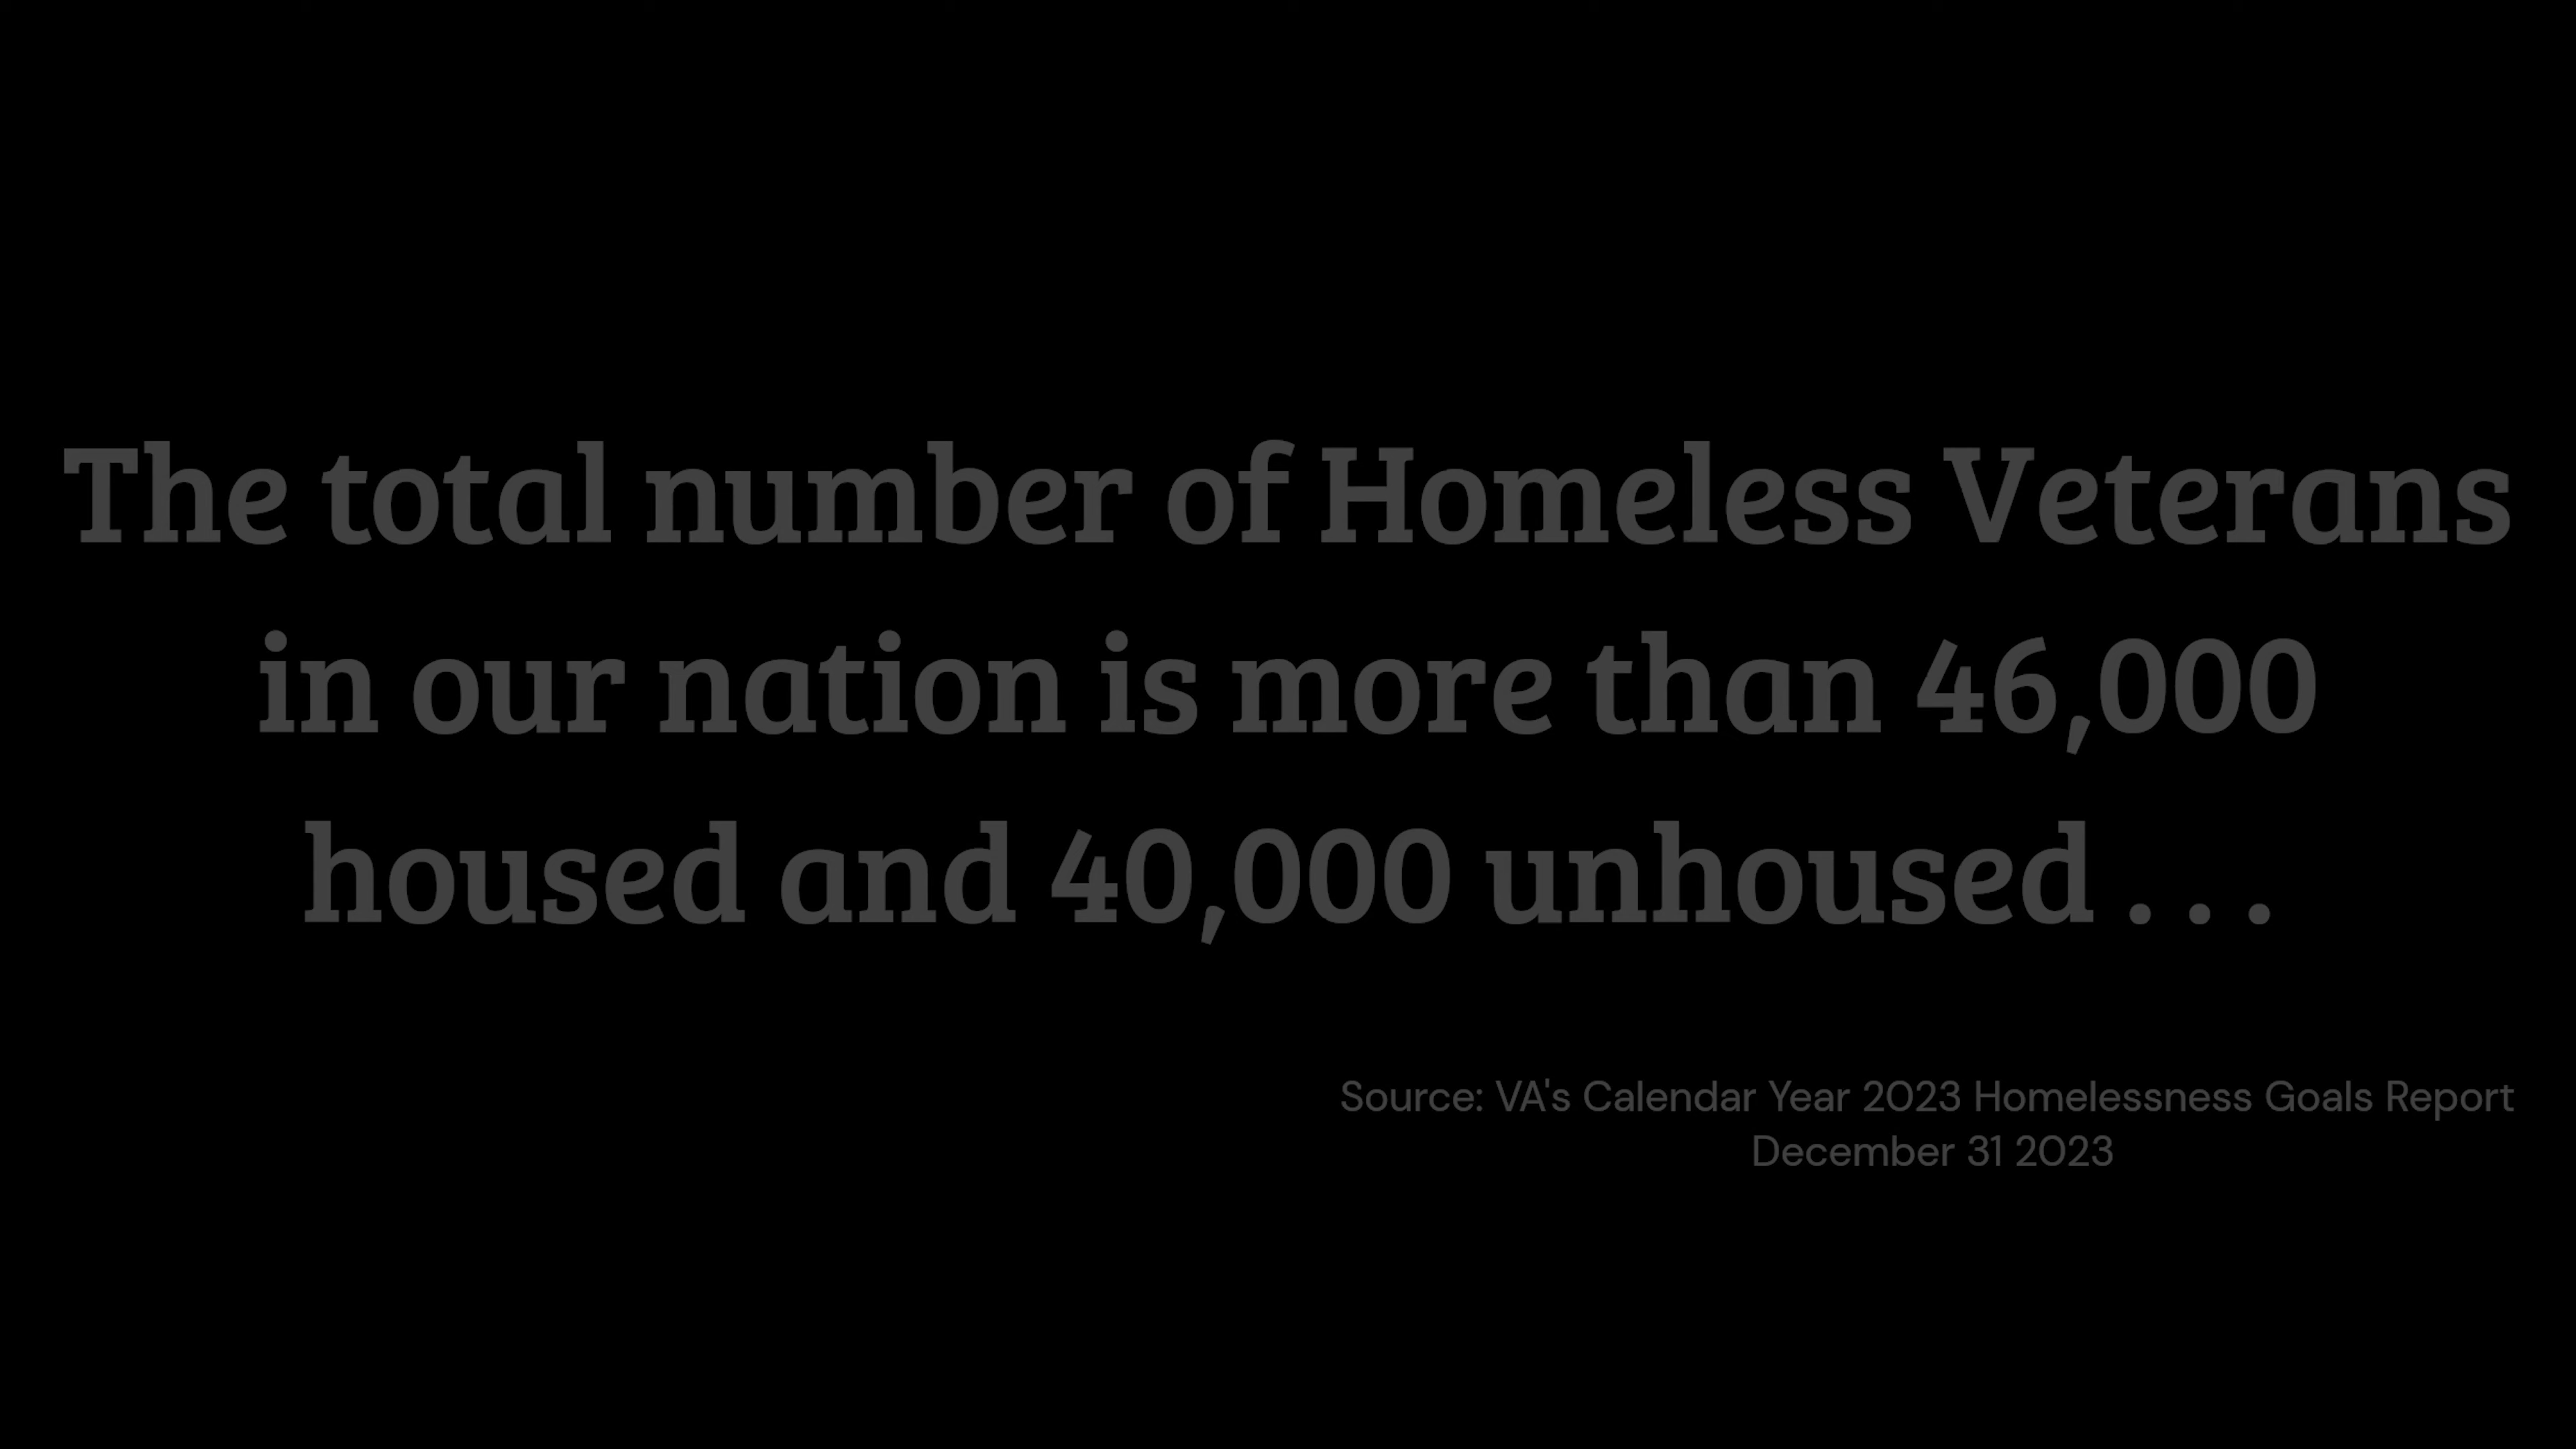 The total number of Homeless Veterans
in our nation is more than 46,000
housed and 40,000 unhoused . . .
Source: VA's Calendar Year 2023 Homelessness Goals Report
December 31 2023